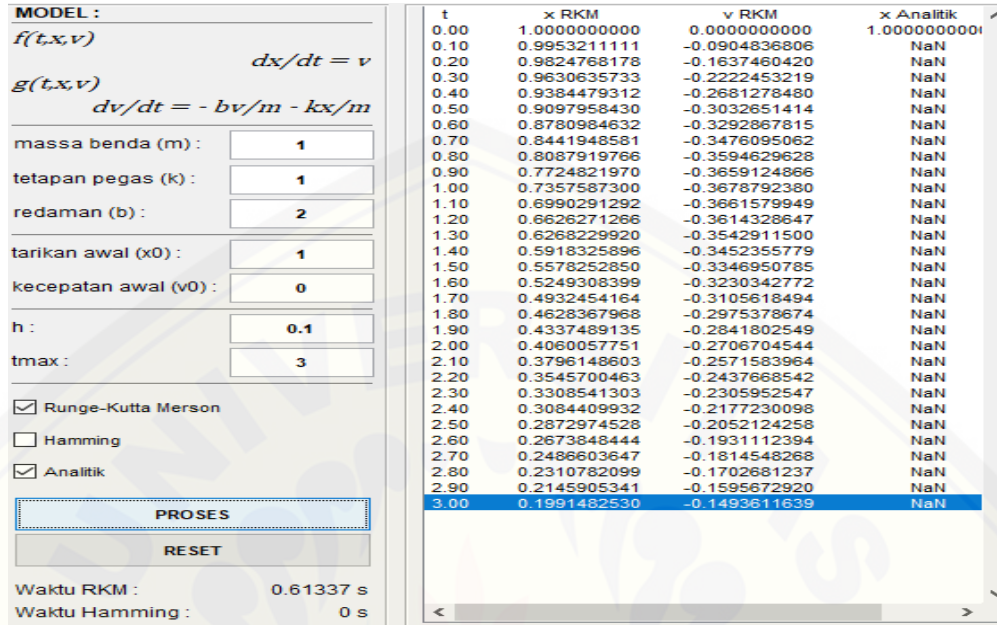 MODEL :
f(t,x,v)
dx/dt = v
g(t,x,v)
dv/dt = - bv/m - kx/m
massa benda (m) : 1
tetapan pegas (k) : 1
redaman (b) : 2
tarikan awal (x0) : 1
kecepatan awal (v0) : 0
h : 0.1
tmax : 3
Runge-Kutta Merson
Hamming
Analitik
PROSES
RESET
Waktu RKM : 0.61337 s
Waktu Hamming : 0 s
t x RKM v RKM x Analitik
0.00 1.0000000000 0.0000000000 1.000000000
0.10 0.9953211111 -0.0904836806 NaN
0.20 0.9824768178 -0.1637460420 NaN
0.30 0.9630635733 -0.2222453219 NaN
0.40 0.9384479312 -0.2681278480 NaN
0.50 0.9097958430 -0.3032651414 NaN
0.60 0.8780984632 -0.3292867815 NaN
0.70 0.8441948581 -0.3476095062 NaN
0.80 0.8087919766 -0.3594629628 NaN
0.90 0.7724821970 -0.3659124866 NaN
1.00 0.7357587300 -0.3678792380 NaN
1.10 0.6990291292 -0.3661579949 NaN
1.20 0.6626271266 -0.3614328647 NaN
1.30 0.6268229920 -0.3542911500 NaN
1.40 0.5918325896 -0.3452355779 NaN
1.50 0.5578252850 -0.3346950785 NaN
1.60 0.5249308399 -0.3230342772 NaN
1.70 0.4932454164 -0.3105618494 NaN
1.80 0.4628367968 -0.2975378674 NaN
1.90 0.4337489135 -0.2841802549 NaN
2.00 0.4060057751 -0.2706704544 NaN
2.10 0.3796148603 -0.2571583964 NaN
2.20 0.3545700463 -0.2437668542 NaN
2.30 0.3308541303 -0.2305952547 NaN
2.40 0.3084409932 -0.2177230098 NaN
2.50 0.2872974528 -0.2052124258 NaN
2.60 0.2673848444 -0.1931112394 NaN
2.70 0.2486603647 -0.1814548268 NaN
2.80 0.2310782099 -0.1702681237 NaN
2.90 0.2145905341 -0.1595672920 NaN
3.00 0.1991482530 -0.1493611639 NaN